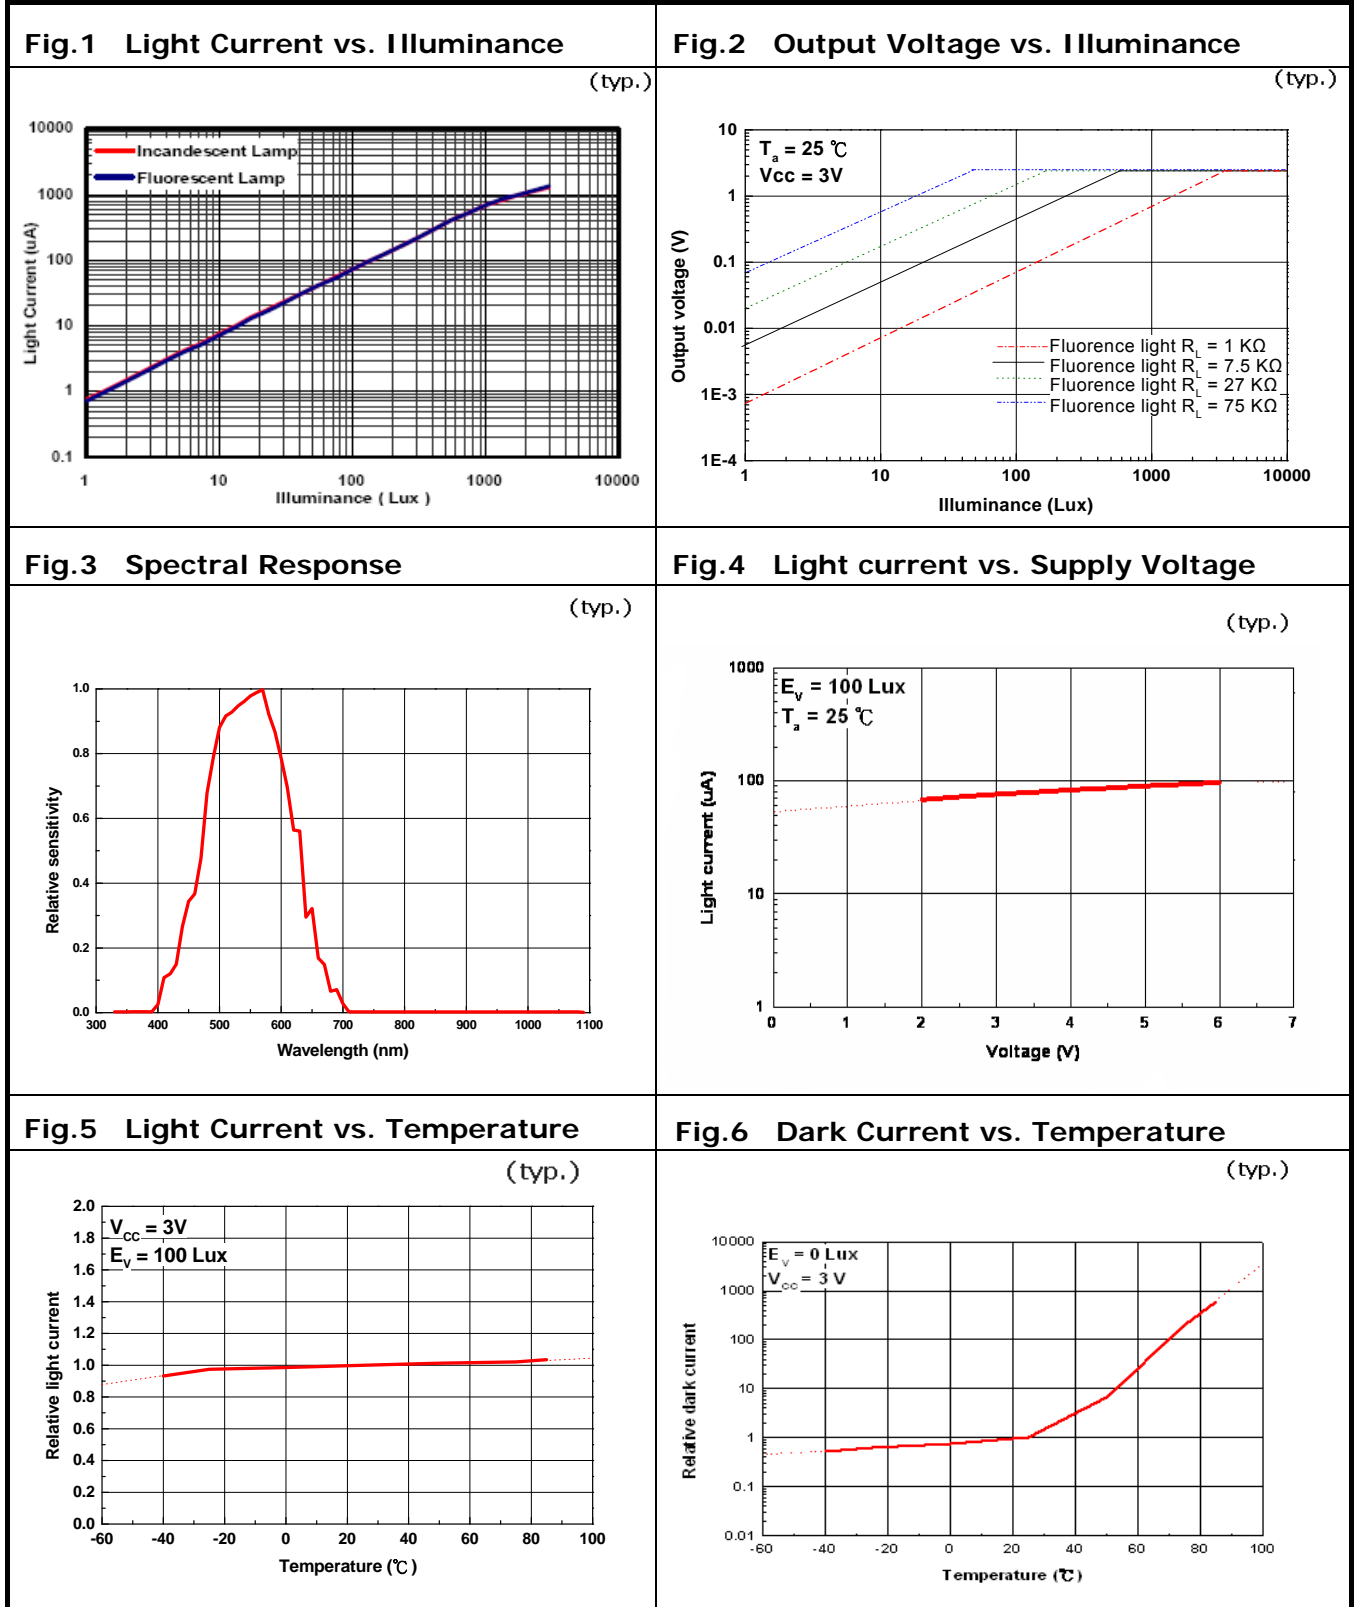 Fig.1 Light Current vs. Illuminance
(typ.)
10000
1000
100
10
1
0.1
Incandescent Lamp
Fluorescent Lamp
Light Current (uA)
1 10 100 1000 10000
Illuminance ( Lux )
Fig.2 Output Voltage vs. Illuminance
(typ.)
10
1
0.1
0.01
1E-3
1E-4
Ta = 25 ℃
Vcc = 3V
Output voltage (V)
Fluorence light RL = 1 KΩ
Fluorence light RL = 7.5 KΩ
Fluorence light RL = 27 KΩ
Fluorence light RL = 75 KΩ
1 10 100 1000 10000
Illuminance (Lux)
Fig.3 Spectral Response
(typ.)
1.0
0.8
0.6
0.4
0.2
0.0
Relative sensitivity
300 400 500 600 700 800 900 1000 1100
Wavelength (nm)
Fig.4 Light current vs. Supply Voltage
(typ.)
1000
100
10
1
Ev = 100 Lux
Ta = 25 ℃
Light current (uA)
0 1 2 3 4 5 6 7
Voltage (V)
Fig.5 Light Current vs. Temperature
(typ.)
2.0
1.8
1.6
1.4
1.2
1.0
0.8
0.6
0.4
0.2
0.0
VCC = 3V
EV = 100 Lux
Relative light current
-60 -40 -20 0 20 40 60 80 100
Temperature (℃)
Fig.6 Dark Current vs. Temperature
(typ.)
10000
1000
100
10
1
0.1
0.01
EV = 0 Lux
VCC = 3 V
Relative dark current
-60 -40 -20 0 20 40 60 80 100
Temperature (℃)